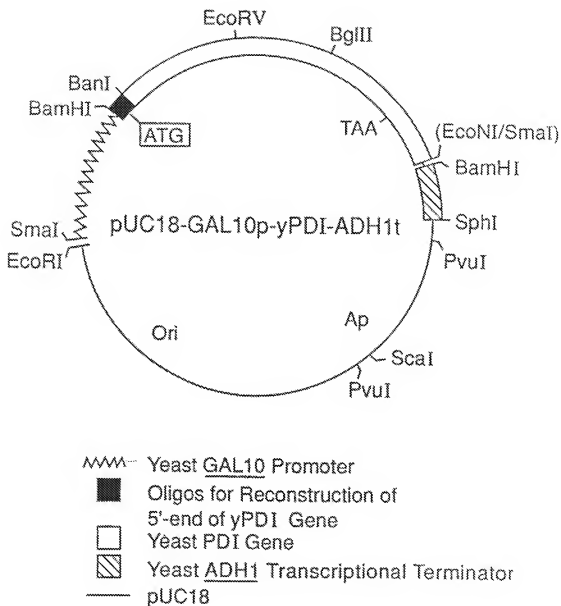 EcoRV
BglII
BanI
BamHI
ATG
TAA
(EcoNI/SmaI)
BamHI
pUC18-GAL10p-yPDI-ADH1t
SphI
SmaI
EcoRI
PvuI
Ori
Ap
ScaI
PvuI
Yeast GAL10 Promoter
Oligos for Reconstruction of
5'-end of yPDI Gene
Yeast PDI Gene
Yeast ADH1 Transcriptional Terminator
pUC18